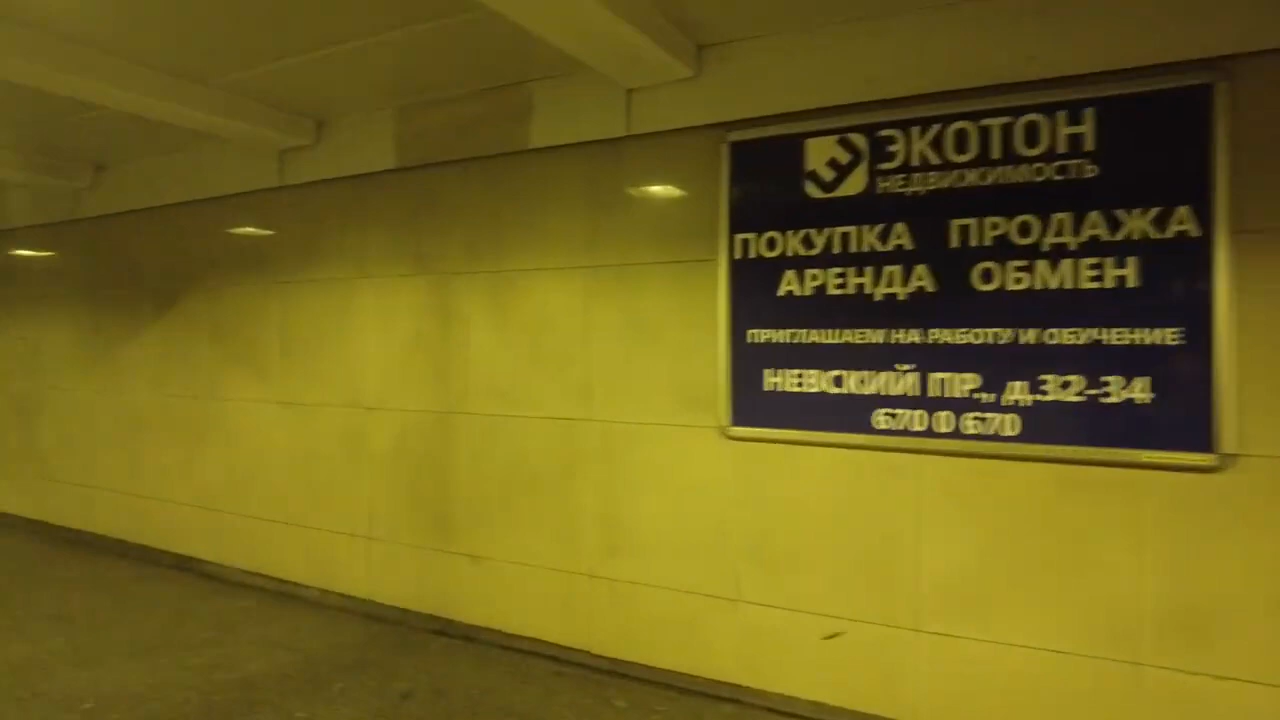 ЭКОТОН
НЕДВИЖИМОСТЬ
ПОКУПКА ПРОДАЖА
АРЕНДА ОБМЕН
ПРИГЛАШАЕМ НА РАБОТУ И ОБУЧЕНИЕ
НЕВСКИЙ ПР., д.32-34
670 0 670